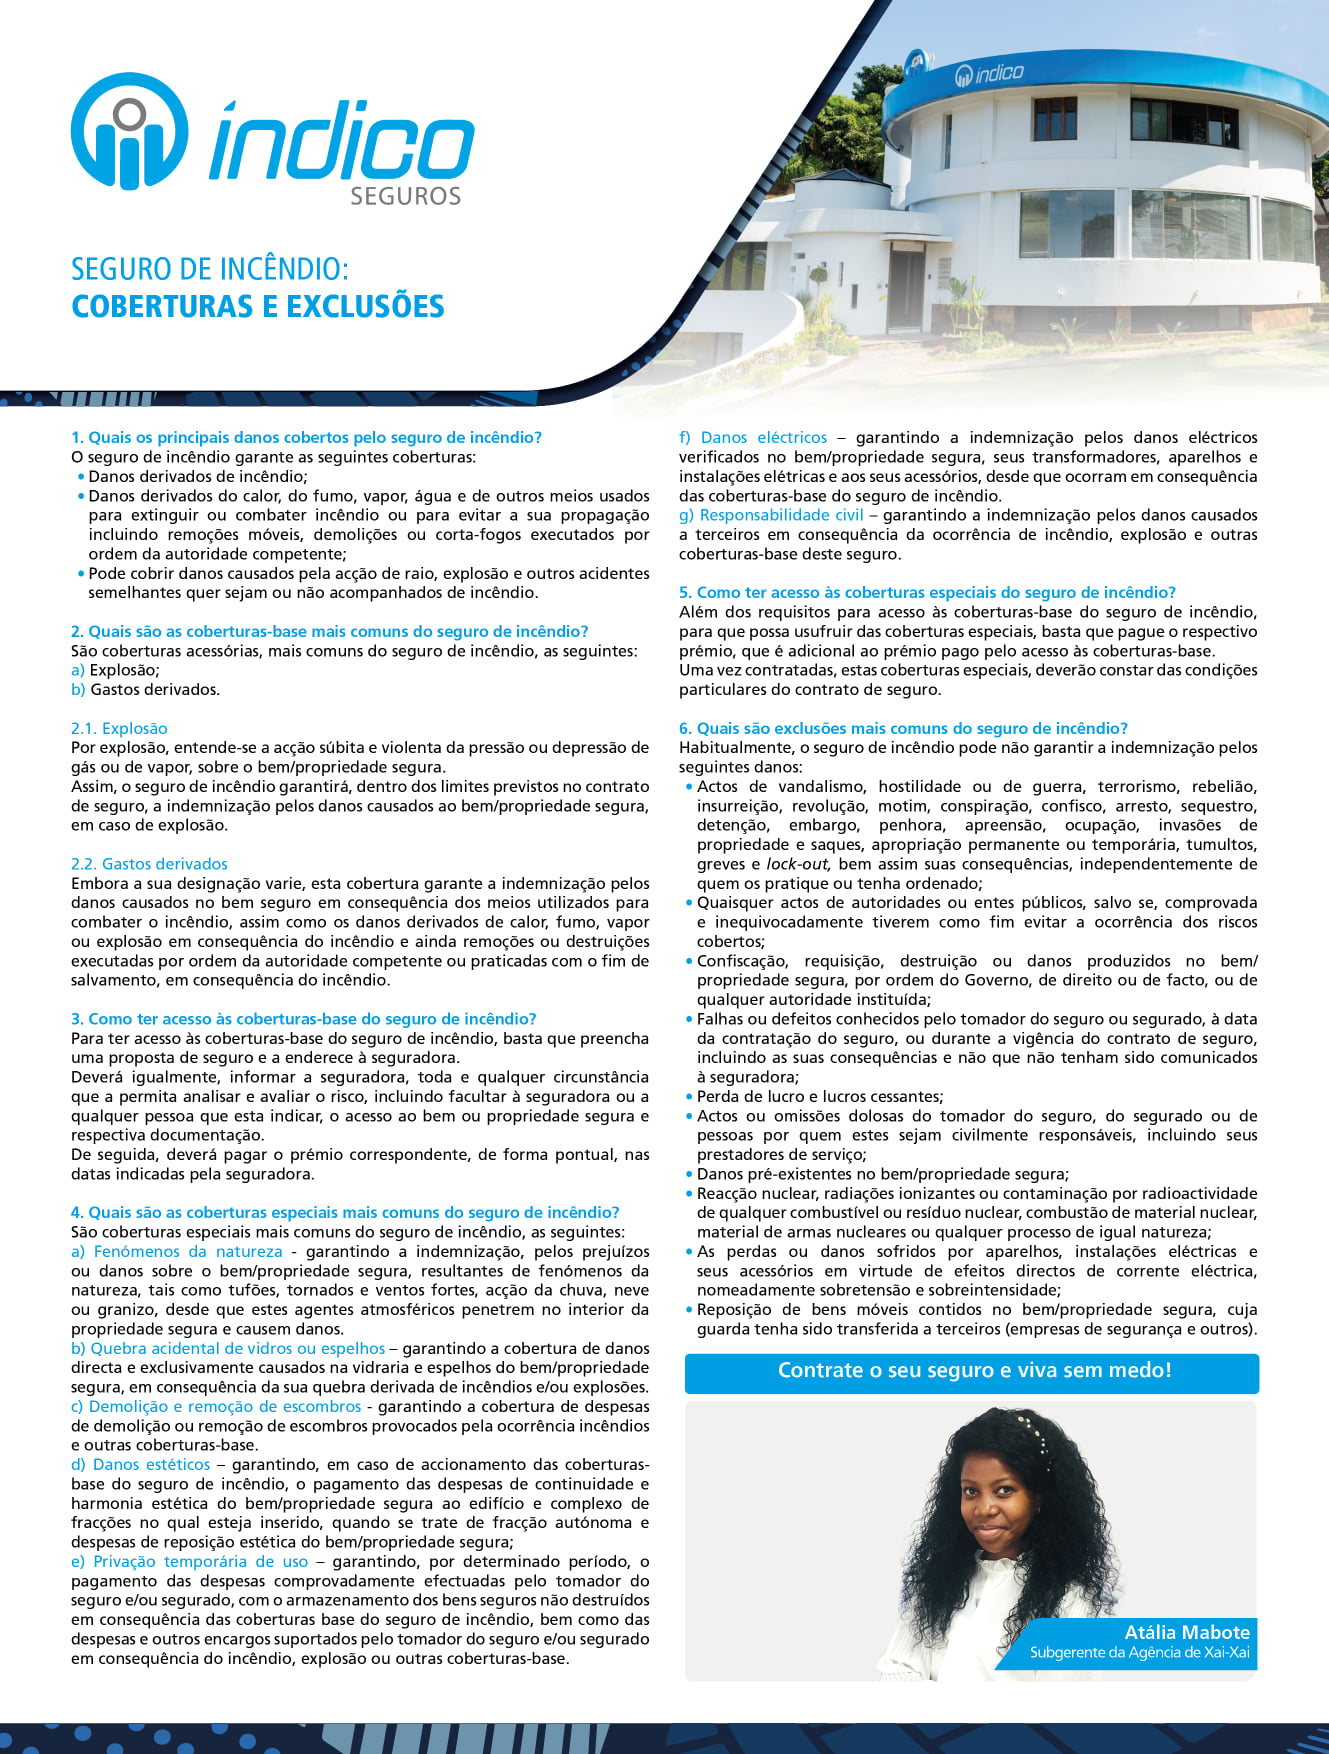 índico
SEGUROS
índico
SEGURO DE INCÊNDIO:
COBERTURAS E EXCLUSÕES
1. Quais os principais danos cobertos pelo seguro de incêndio?
O seguro de incêndio garante as seguintes coberturas:
• Danos derivados de incêndio;
• Danos derivados do calor, do fumo, vapor, água e de outros meios usados
para extinguir ou combater incêndio ou para evitar a sua propagação
incluindo remoções móveis, demolições ou corta-fogos executados por
ordem da autoridade competente;
• Pode cobrir danos causados pela acção de raio, explosão e outros acidentes
semelhantes quer sejam ou não acompanhados de incêndio.
2. Quais são as coberturas-base mais comuns do seguro de incêndio?
São coberturas acessórias, mais comuns do seguro de incêndio, as seguintes:
a) Explosão;
b) Gastos derivados.
2.1. Explosão
Por explosão, entende-se a acção súbita e violenta da pressão ou depressão de
gás ou de vapor, sobre o bem/propriedade segura.
Assim, o seguro de incêndio garantirá, dentro dos limites previstos no contrato
de seguro, a indemnização pelos danos causados ao bem/propriedade segura,
em caso de explosão.
2.2. Gastos derivados
Embora a sua designação varie, esta cobertura garante a indemnização pelos
danos causados no bem seguro em consequência dos meios utilizados para
combater o incêndio, assim como os danos derivados de calor, fumo, vapor
ou explosão em consequência do incêndio e ainda remoções ou destruições
executadas por ordem da autoridade competente ou praticadas com o fim de
salvamento, em consequência do incêndio.
3. Como ter acesso às coberturas-base do seguro de incêndio?
Para ter acesso às coberturas-base do seguro de incêndio, basta que preencha
uma proposta de seguro e a enderece à seguradora.
Deverá igualmente, informar a seguradora, toda e qualquer circunstância
que a permita analisar e avaliar o risco, incluindo facultar à seguradora ou a
qualquer pessoa que esta indicar, o acesso ao bem ou propriedade segura e
respectiva documentação.
De seguida, deverá pagar o prémio correspondente, de forma pontual, nas
datas indicadas pela seguradora.
4. Quais são as coberturas especiais mais comuns do seguro de incêndio?
São coberturas especiais mais comuns do seguro de incêndio, as seguintes:
a) Fenómenos da natureza - garantindo a indemnização, pelos prejuízos
ou danos sobre o bem/propriedade segura, resultantes de fenómenos da
natureza, tais como tufões, tornados e ventos fortes, acção da chuva, neve
ou granizo, desde que estes agentes atmosféricos penetrem no interior da
propriedade segura e causem danos.
b) Quebra acidental de vidros ou espelhos – garantindo a cobertura de danos
directa e exclusivamente causados na vidraria e espelhos do bem/propriedade
segura, em consequência da sua quebra derivada de incêndios e/ou explosões.
c) Demolição e remoção de escombros - garantindo a cobertura de despesas
de demolição ou remoção de escombros provocados pela ocorrência incêndios
e outras coberturas-base.
d) Danos estéticos – garantindo, em caso de accionamento das coberturas-
base do seguro de incêndio, o pagamento das despesas de continuidade e
harmonia estética do bem/propriedade segura ao edifício e complexo de
fracções no qual esteja inserido, quando se trate de fracção autónoma e
despesas de reposição estética do bem/propriedade segura;
e) Privação temporária de uso – garantindo, por determinado período, o
pagamento das despesas comprovadamente efectuadas pelo tomador do
seguro e/ou segurado, com o armazenamento dos bens seguros não destruídos
em consequência das coberturas base do seguro de incêndio, bem como das
despesas e outros encargos suportados pelo tomador do seguro e/ou segurado
em consequência do incêndio, explosão ou outras coberturas-base.
f) Danos eléctricos – garantindo a indemnização pelos danos eléctricos
verificados no bem/propriedade segura, seus transformadores, aparelhos e
instalações elétricas e aos seus acessórios, desde que ocorram em consequência
das coberturas-base do seguro de incêndio.
g) Responsabilidade civil – garantindo a indemnização pelos danos causados
a terceiros em consequência da ocorrência de incêndio, explosão e outras
coberturas-base deste seguro.
5. Como ter acesso às coberturas especiais do seguro de incêndio?
Além dos requisitos para acesso às coberturas-base do seguro de incêndio,
para que possa usufruir das coberturas especiais, basta que pague o respectivo
prémio, que é adicional ao prémio pago pelo acesso às coberturas-base.
Uma vez contratadas, estas coberturas especiais, deverão constar das condições
particulares do contrato de seguro.
6. Quais são exclusões mais comuns do seguro de incêndio?
Habitualmente, o seguro de incêndio pode não garantir a indemnização pelos
seguintes danos:
• Actos de vandalismo, hostilidade ou de guerra, terrorismo, rebelião,
insurreição, revolução, motim, conspiração, confisco, arresto, sequestro,
detenção, embargo, penhora, apreensão, ocupação, invasões de
propriedade e saques, apropriação permanente ou temporária, tumultos,
greves e lock-out, bem assim suas consequências, independentemente de
quem os pratique ou tenha ordenado;
• Quaisquer actos de autoridades ou entes públicos, salvo se, comprovada
e inequivocadamente tiverem como fim evitar a ocorrência dos riscos
cobertos;
• Confiscação, requisição, destruição ou danos produzidos no bem/
propriedade segura, por ordem do Governo, de direito ou de facto, ou de
qualquer autoridade instituída;
• Falhas ou defeitos conhecidos pelo tomador do seguro ou segurado, à data
da contratação do seguro, ou durante a vigência do contrato de seguro,
incluindo as suas consequências e não que não tenham sido comunicados
à seguradora;
• Perda de lucro e lucros cessantes;
• Actos ou omissões dolosas do tomador do seguro, do segurado ou de
pessoas por quem estes sejam civilmente responsáveis, incluindo seus
prestadores de serviço;
• Danos pré-existentes no bem/propriedade segura;
• Reacção nuclear, radiações ionizantes ou contaminação por radioactividade
de qualquer combustível ou resíduo nuclear, combustão de material nuclear,
material de armas nucleares ou qualquer processo de igual natureza;
• As perdas ou danos sofridos por aparelhos, instalações eléctricas e
seus acessórios em virtude de efeitos directos de corrente eléctrica,
nomeadamente sobretensão e sobreintensidade;
• Reposição de bens móveis contidos no bem/propriedade segura, cuja
guarda tenha sido transferida a terceiros (empresas de segurança e outros).
Contrate o seu seguro e viva sem medo!
Atália Mabote
Subgerente da Agência de Xai-Xai